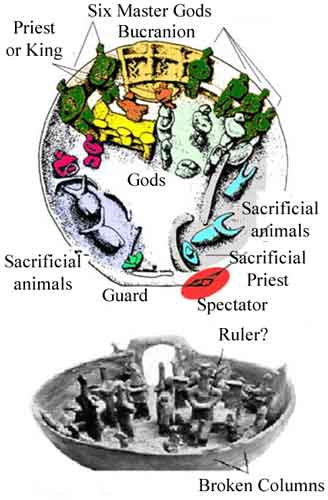 Six Master Gods
Bucranion
Priest
or King
Gods
Sacrificial
animals
Sacrificial
animals
Sacrificial
Priest
Guard
Spectator
Ruler?
Broken Columns